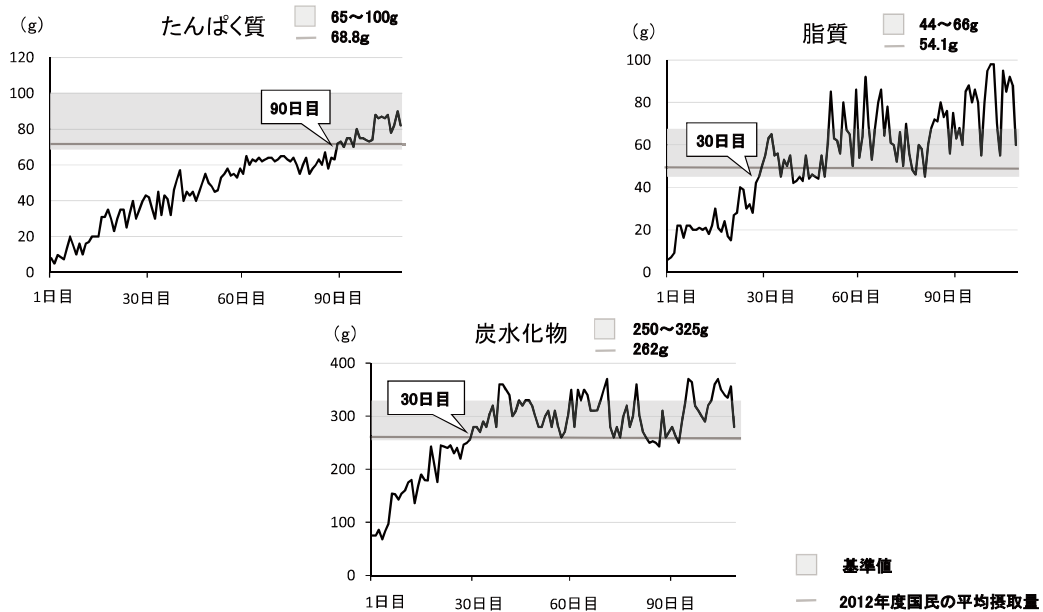 (g)
たんぱく質
65～100g
68.8g
120
100
80
60
40
20
0
90日目
1日目
30日目
60日目
90日目
(g)
脂質
44～66g
54.1g
100
80
60
40
20
0
30日目
1日目
30日目
60日目
90日目
(g)
炭水化物
250～325g
262g
400
300
200
100
0
30日目
1日目
30日目
60日目
90日目
基準値
2012年度国民の平均摂取量